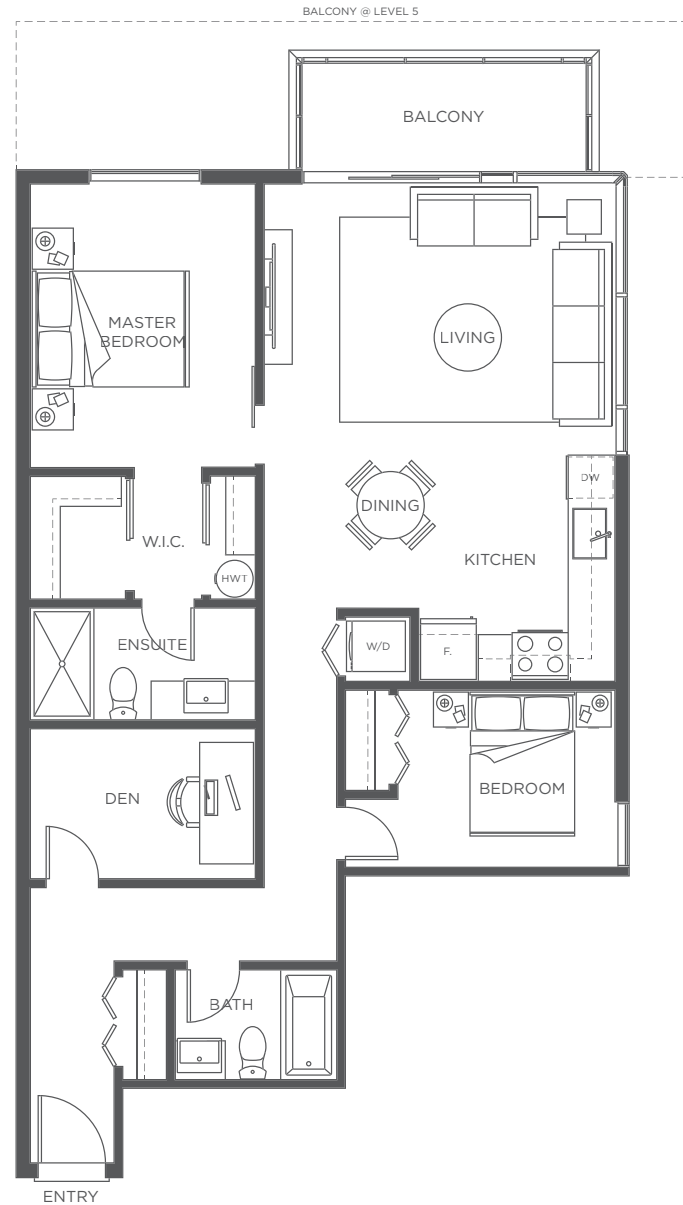 BALCONY @ LEVEL 5
BALCONY
MASTER
BEDROOM
LIVING
DINING
DW
KITCHEN
W.I.C.
HWT
ENSUITE
W/D
F.
DEN
BEDROOM
BATH
ENTRY